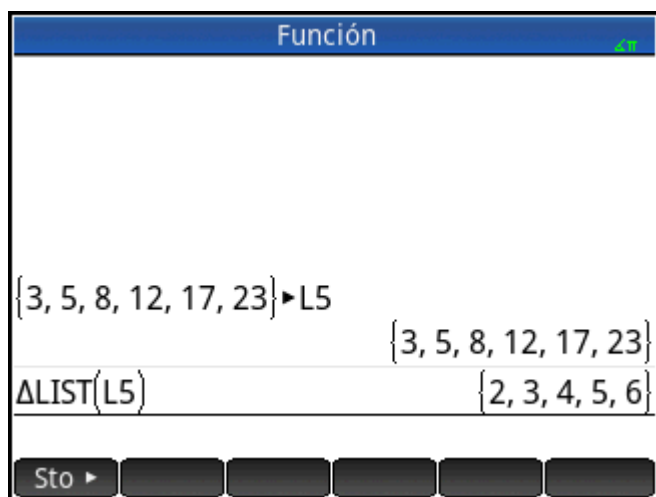 Función
∡π
{3, 5, 8, 12, 17, 23}▶L5
{3, 5, 8, 12, 17, 23}
ΔLIST(L5)
{2, 3, 4, 5, 6}
Sto ▶